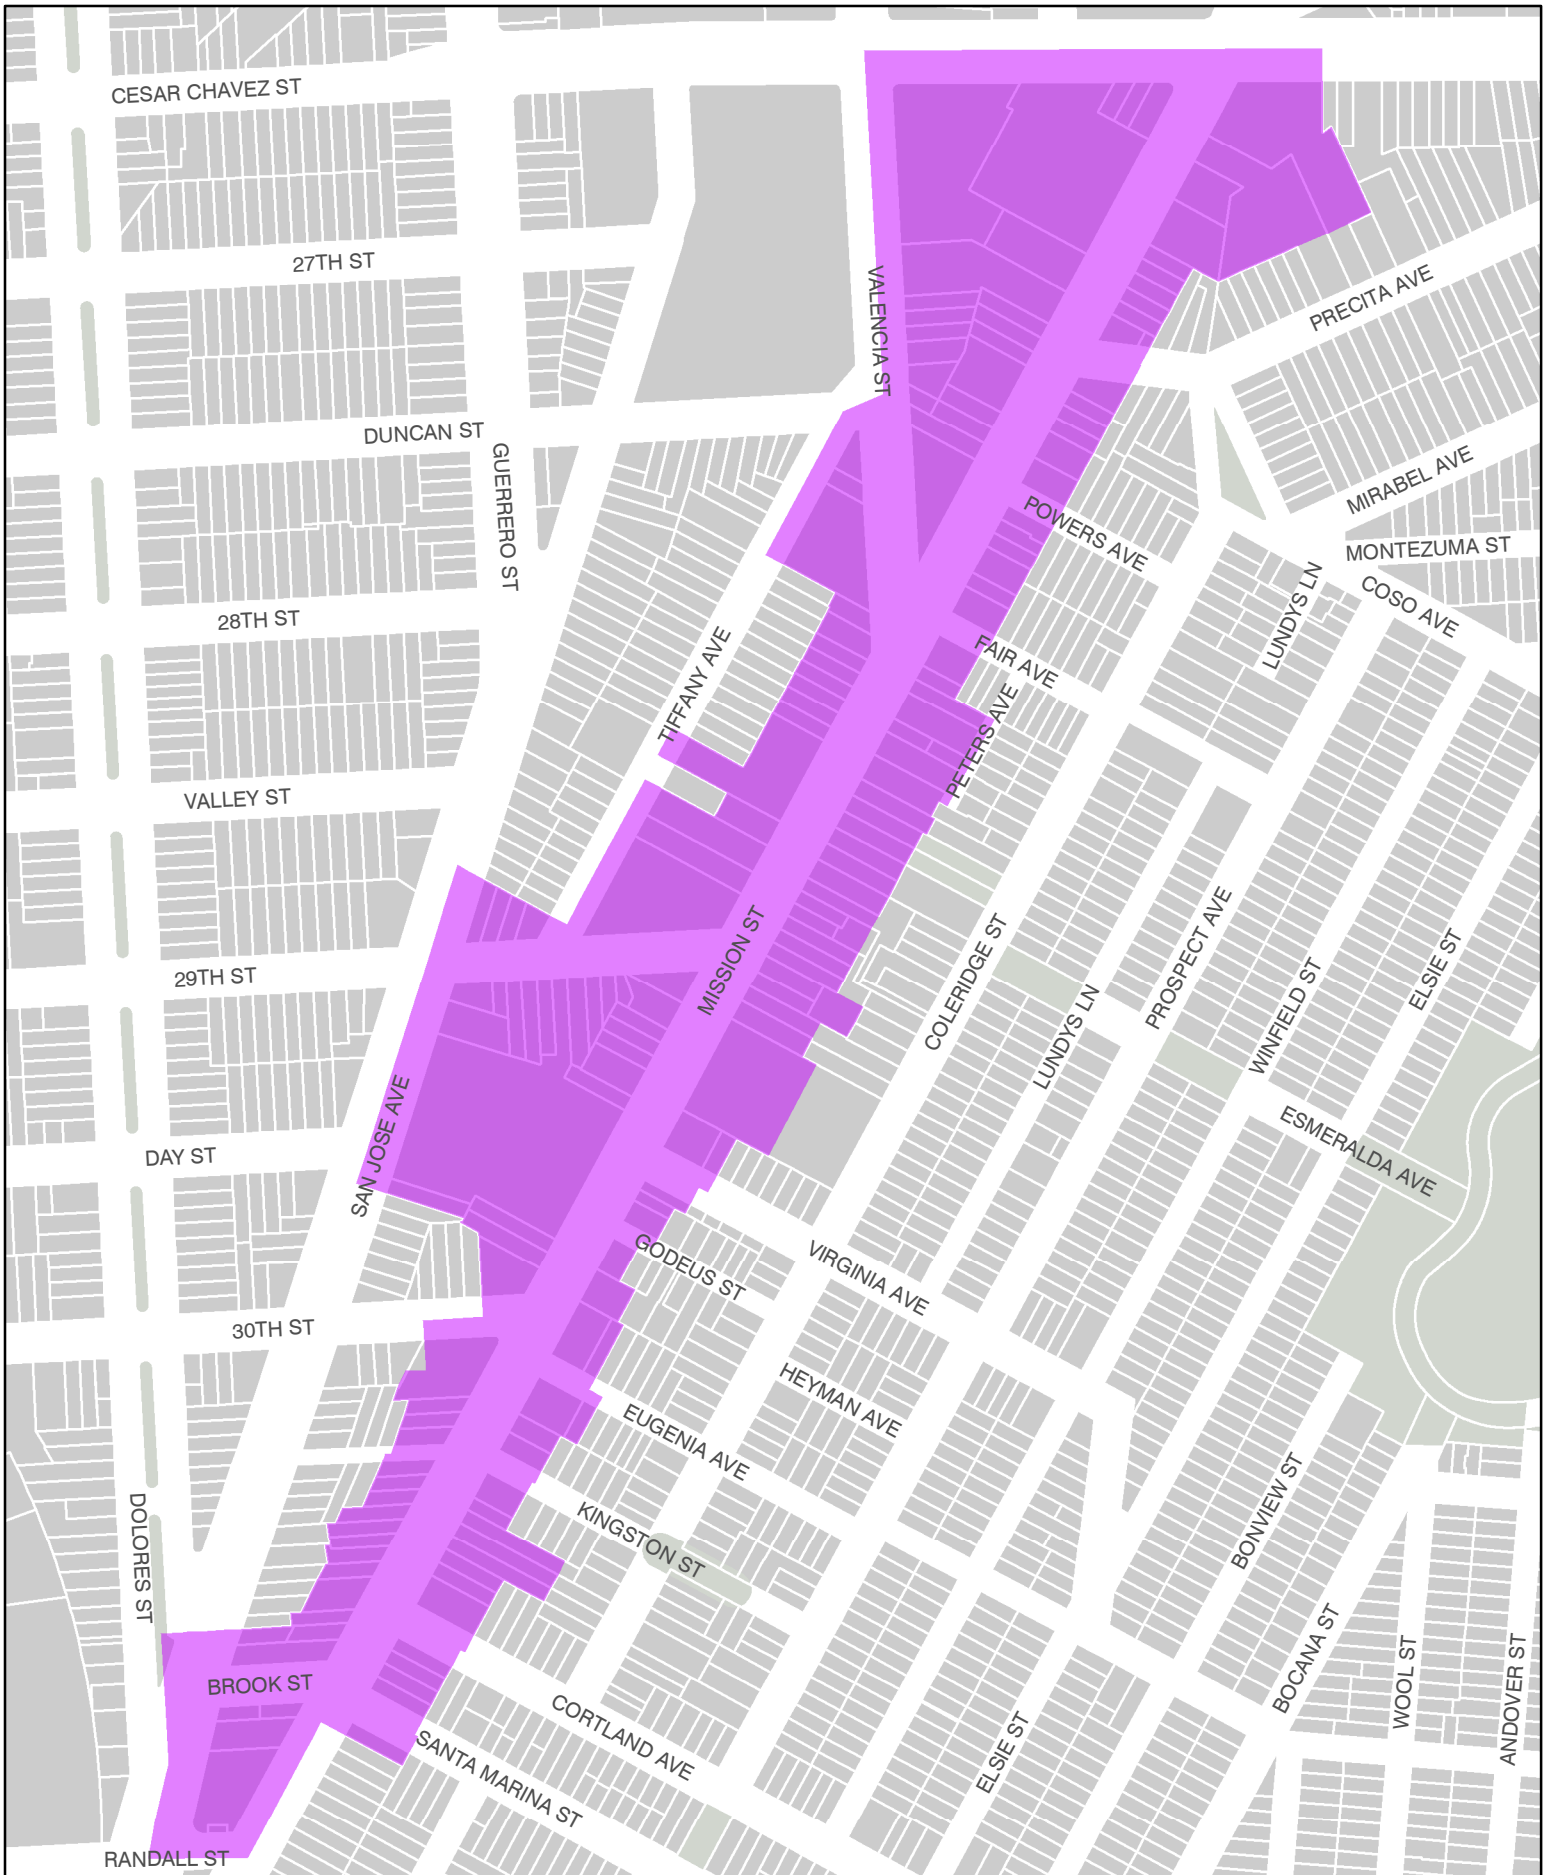 CESAR CHAVEZ ST
27TH ST
VALENCIA ST
PRECITA AVE
DUNCAN ST
GUERRERO ST
MIRABEL AVE
POWERS AVE
MONTEZUMA ST
COSO AVE
LUNDYS LN
28TH ST
FAIR AVE
TIFFANY AVE
PETERS AVE
VALLEY ST
MISSION ST
COLERIDGE ST
PROSPECT AVE
ELSIE ST
29TH ST
WINFIELD ST
LUNDYS LN
SAN JOSE AVE
ESMERALDA AVE
DAY ST
GODEUS ST
VIRGINIA AVE
30TH ST
HEYMAN AVE
EUGENIA AVE
BONVIEW ST
DOLORES ST
KINGSTON ST
BOCANA ST
WOOL ST
ANDOVER ST
BROOK ST
CORTLAND AVE
ELSIE ST
SANTA MARINA ST
RANDALL ST